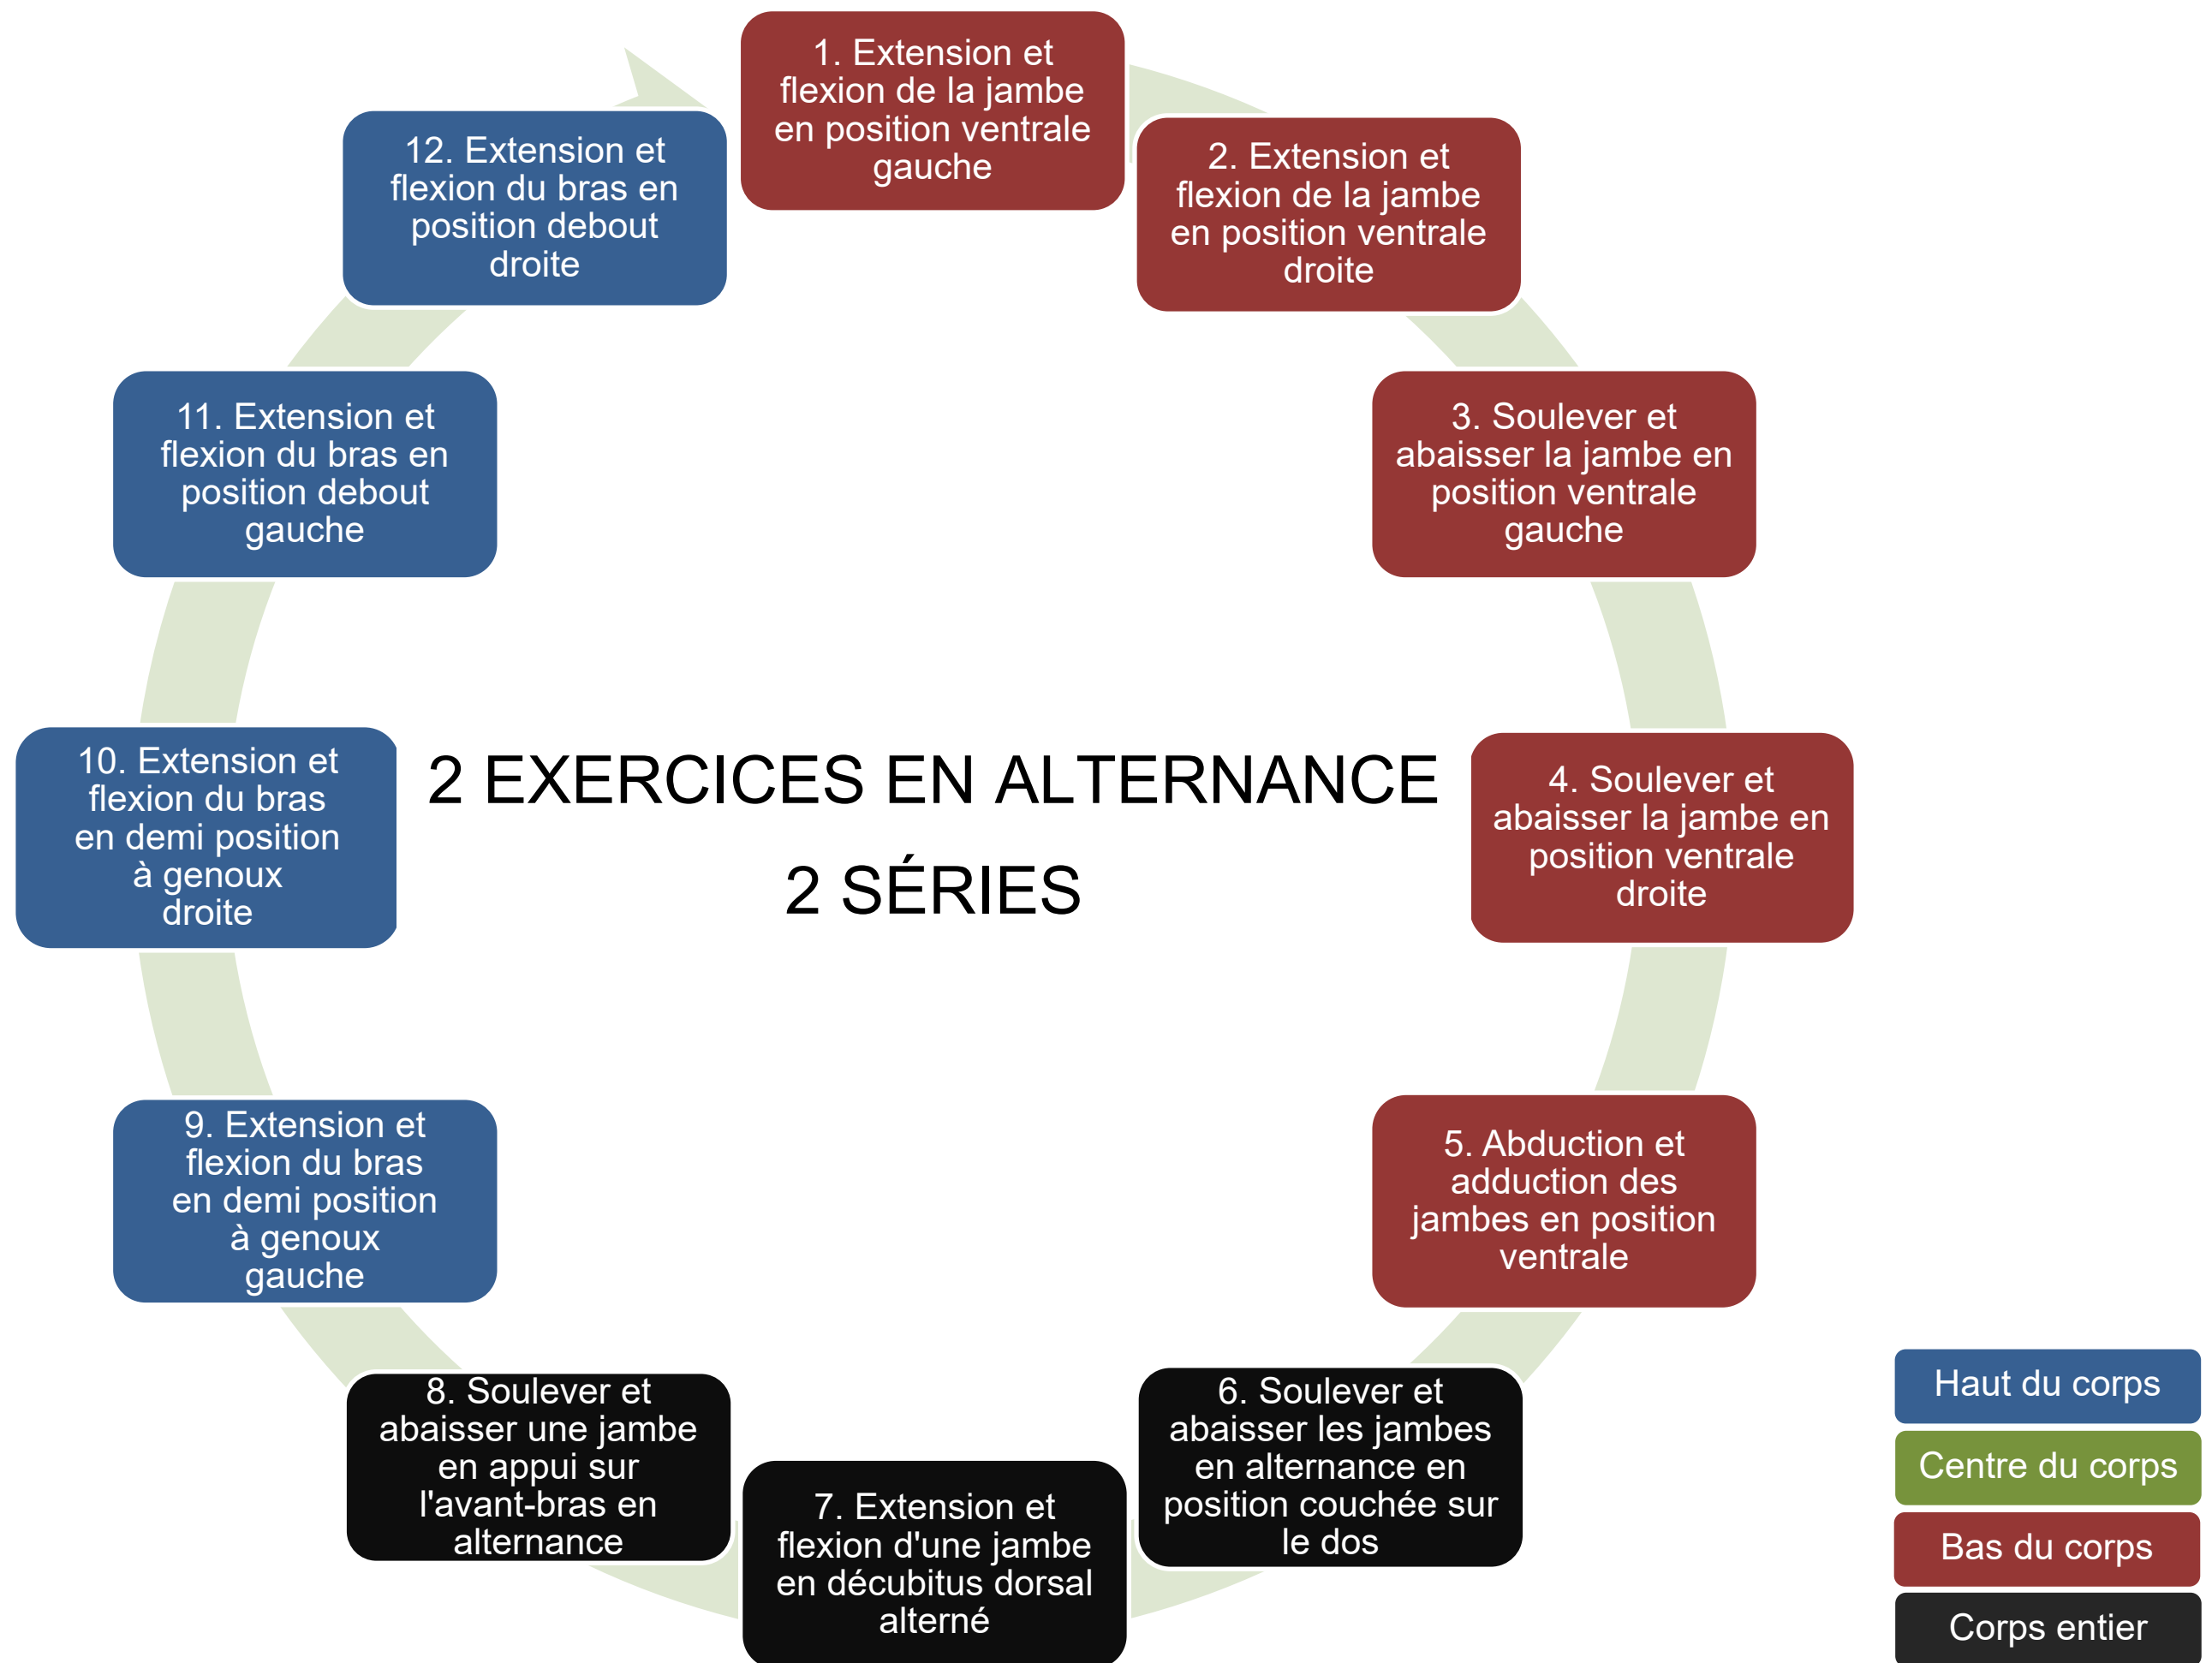 1. Extension et
flexion de la jambe
en position ventrale
gauche
2. Extension et
flexion de la jambe
en position ventrale
droite
3. Soulever et
abaisser la jambe en
position ventrale
gauche
4. Soulever et
abaisser la jambe en
position ventrale
droite
5. Abduction et
adduction des
jambes en position
ventrale
6. Soulever et
abaisser les jambes
en alternance en
position couchée sur
le dos
7. Extension et
flexion d'une jambe
en décubitus dorsal
alterné
8. Soulever et
abaisser une jambe
en appui sur
l'avant-bras en
alternance
9. Extension et
flexion du bras
en demi position
à genoux
gauche
10. Extension et
flexion du bras
en demi position
à genoux
droite
11. Extension et
flexion du bras en
position debout
gauche
12. Extension et
flexion du bras en
position debout
droite
2 EXERCICES EN ALTERNANCE
2 SÉRIES
Haut du corps
Centre du corps
Bas du corps
Corps entier